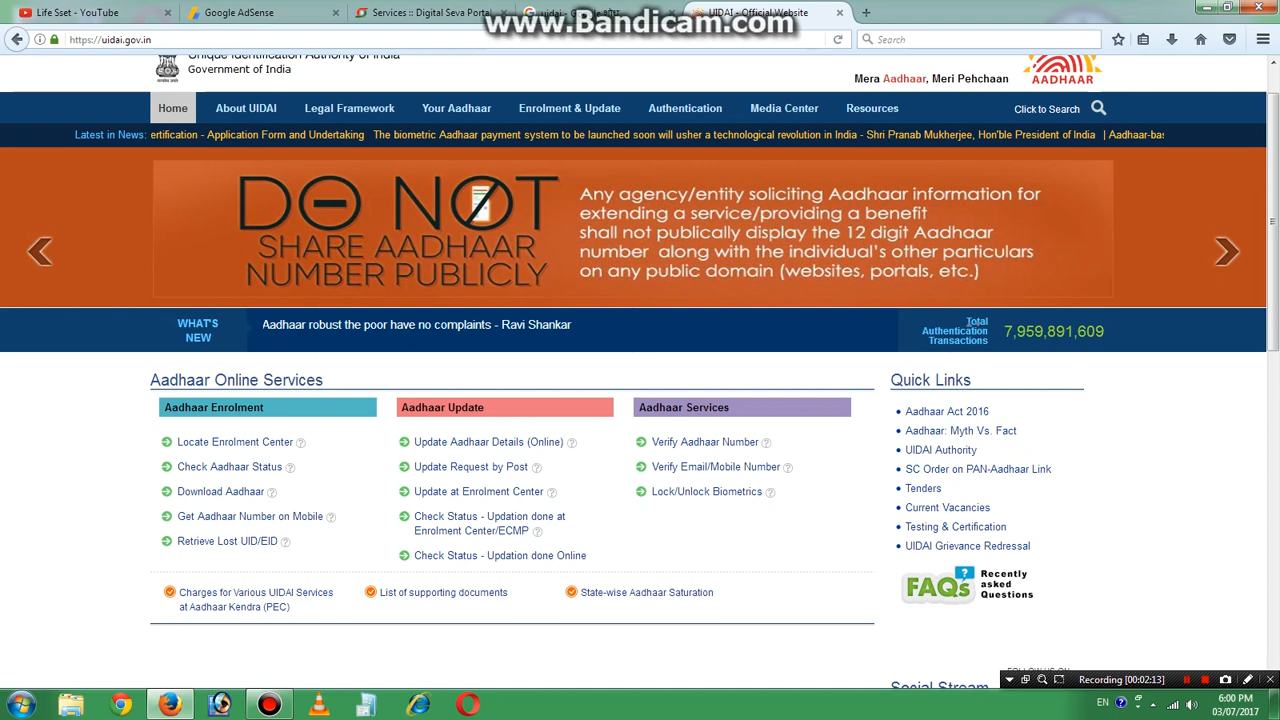 Life Sset - YouTube
Google AdSense
Services :: Digital Seva Portal
UIDAI - Official Website
www.Bandicam.com
https://uidai.gov.in
Search
Unique Identification Authority of India
Government of India
Mera Aadhaar, Meri Pehchaan
AADHAAR
Home
About UIDAI
Legal Framework
Your Aadhaar
Enrolment & Update
Authentication
Media Center
Resources
Click to Search
Latest in News: ertification - Application Form and Undertaking The biometric Aadhaar payment system to be launched soon will usher a technological revolution in India - Shri Pranab Mukherjee, Hon'ble President of India | Aadhaar-bas
DO NOT
SHARE AADHAAR
NUMBER PUBLICLY
Any agency/entity soliciting Aadhaar information for
extending a service/providing a benefit
shall not publically display the 12 digit Aadhaar
number along with the individual's other particulars
on any public domain (websites, portals, etc.)
WHAT'S
NEW
Aadhaar robust the poor have no complaints - Ravi Shankar
Total
Authentication
Transactions
7,959,891,609
Aadhaar Online Services
Aadhaar Enrolment
Locate Enrolment Center
Check Aadhaar Status
Download Aadhaar
Get Aadhaar Number on Mobile
Retrieve Lost UID/EID
Aadhaar Update
Update Aadhaar Details (Online)
Update Request by Post
Update at Enrolment Center
Check Status - Updation done at
Enrolment Center/ECMP
Check Status - Updation done Online
Aadhaar Services
Verify Aadhaar Number
Verify Email/Mobile Number
Lock/Unlock Biometrics
Charges for Various UIDAI Services
at Aadhaar Kendra (PEC)
List of supporting documents
State-wise Aadhaar Saturation
Quick Links
Aadhaar Act 2016
Aadhaar: Myth Vs. Fact
UIDAI Authority
SC Order on PAN-Aadhaar Link
Tenders
Current Vacancies
Testing & Certification
UIDAI Grievance Redressal
FAQs
Recently
asked
Questions
FOLLOW US ON
Social Stream
Recording [00:02:13]
EN
6:00 PM
03/07/2017